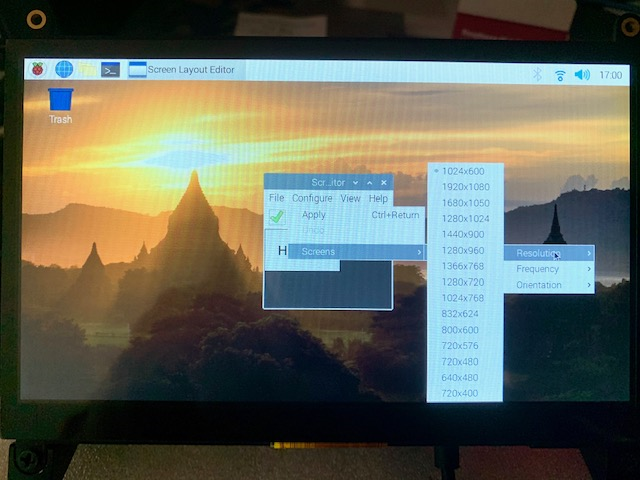 Screen Layout Editor
17:00
Trash
Scr...itor
File Configure View Help
Apply Ctrl+Return
Undo
H
Screens
1024x600
1920x1080
1680x1050
1280x1024
1440x900
1280x960
1366x768
1280x720
1024x768
832x624
800x600
720x576
720x480
640x480
720x400
Resolution
Frequency
Orientation